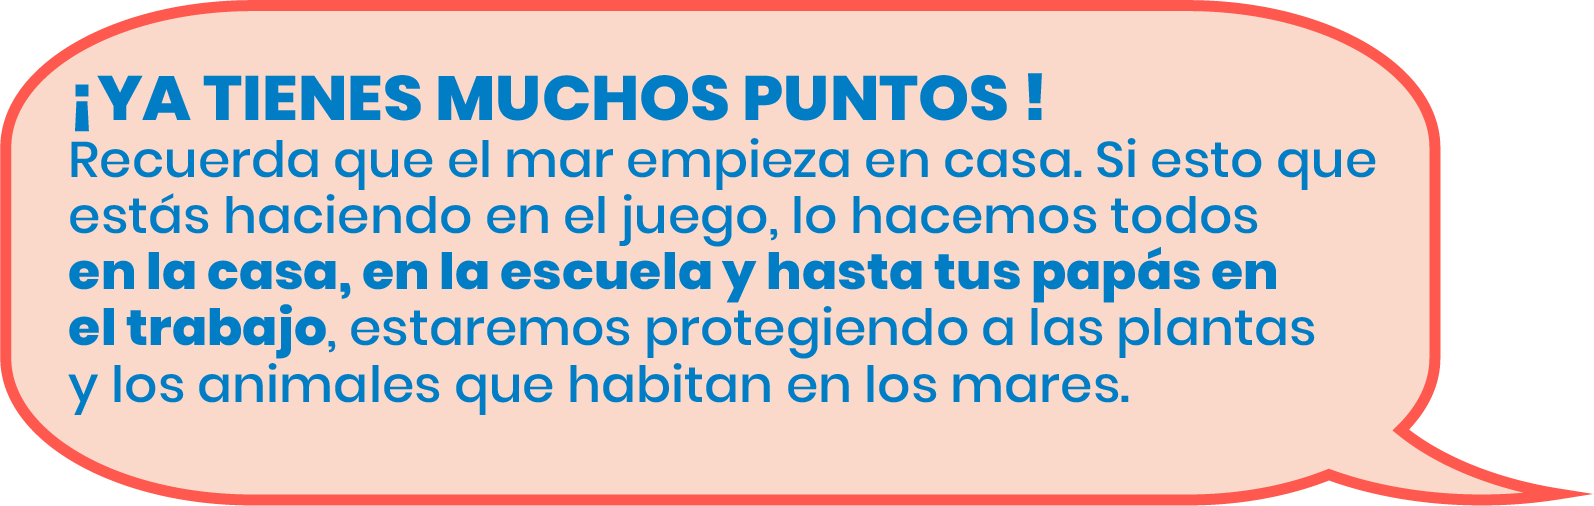 ¡YA TIENES MUCHOS PUNTOS !
Recuerda que el mar empieza en casa. Si esto que
estás haciendo en el juego, lo hacemos todos
en la casa, en la escuela y hasta tus papás en
el trabajo, estaremos protegiendo a las plantas
y los animales que habitan en los mares.